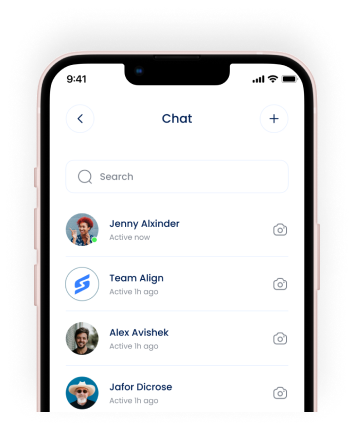 9:41
Chat
Search
Jenny Alxinder
Active now
Team Align
Active 1h ago
Alex Avishek
Active 1h ago
Jafor Dicrose
Active 1h ago